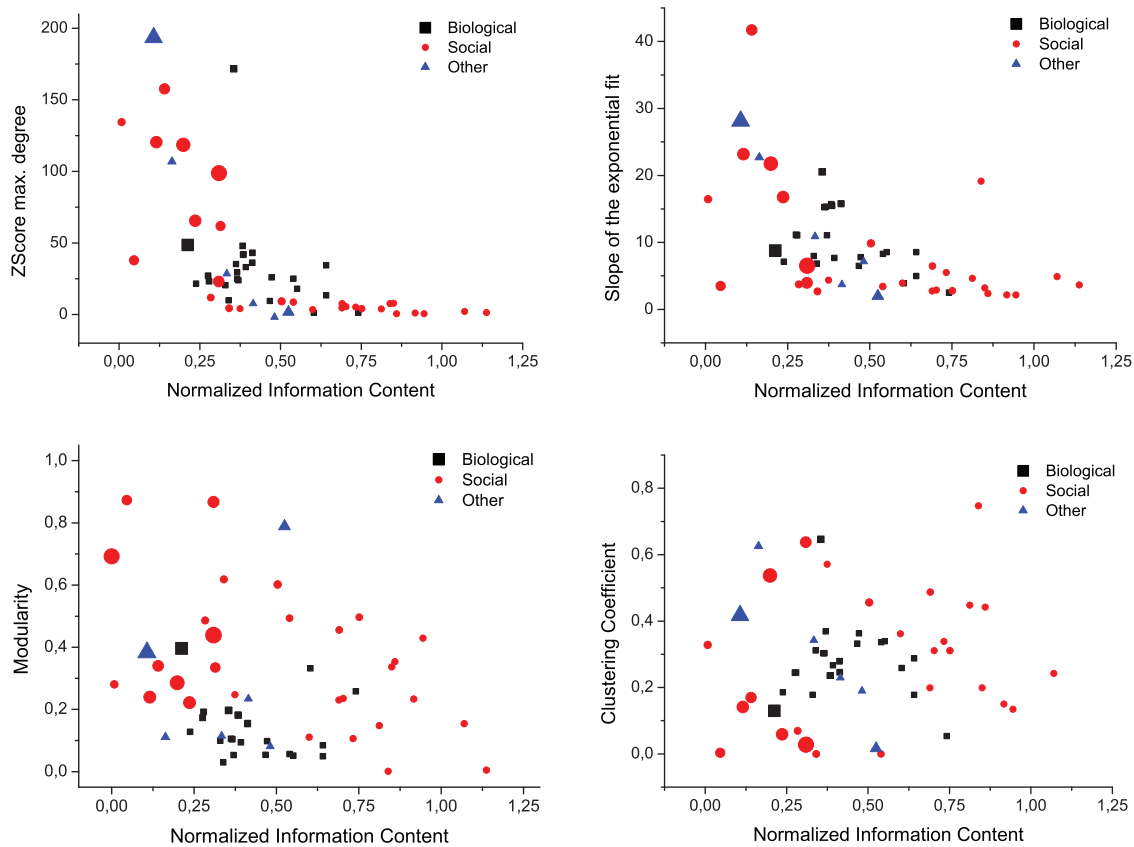 200
150
100
50
0
ZScore max. degree
Biological
Social
Other
0,00 0,25 0,50 0,75 1,00 1,25
Normalized Information Content
40
30
20
10
0
Slope of the exponential fit
Biological
Social
Other
0,00 0,25 0,50 0,75 1,00 1,25
Normalized Information Content
1,0
0,8
0,6
0,4
0,2
0,0
Modularity
Biological
Social
Other
0,00 0,25 0,50 0,75 1,00 1,25
Normalized Information Content
0,8
0,6
0,4
0,2
0,0
Clustering Coefficient
Biological
Social
Other
0,00 0,25 0,50 0,75 1,00 1,25
Normalized Information Content